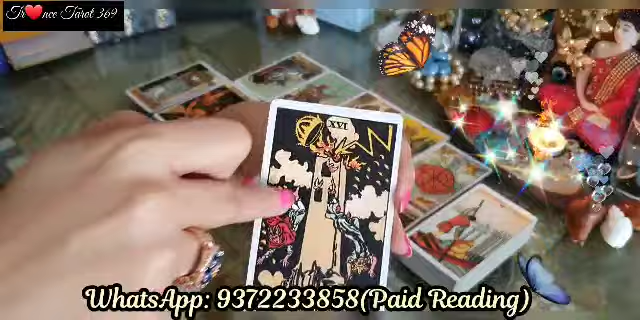 Tr❤nce Tarot 369
XVI
WhatsApp: 9372233858(Paid Reading)